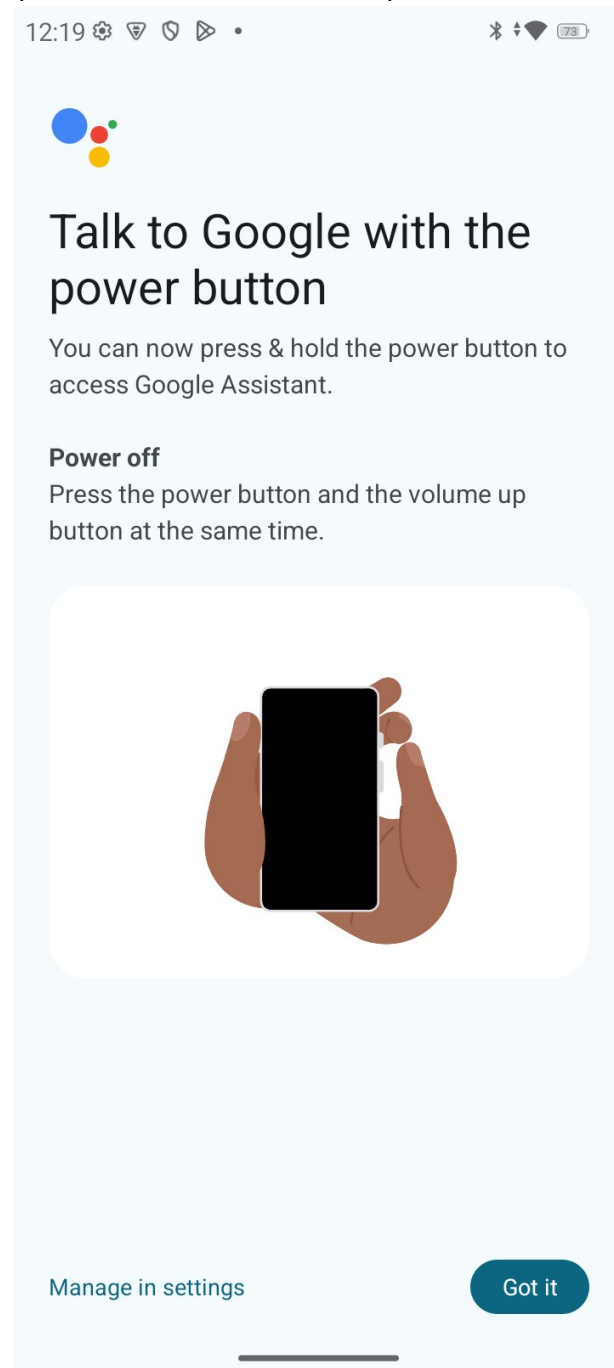 12:19
73
Talk to Google with the
power button
You can now press & hold the power button to
access Google Assistant.
Power off
Press the power button and the volume up
button at the same time.
Manage in settings
Got it